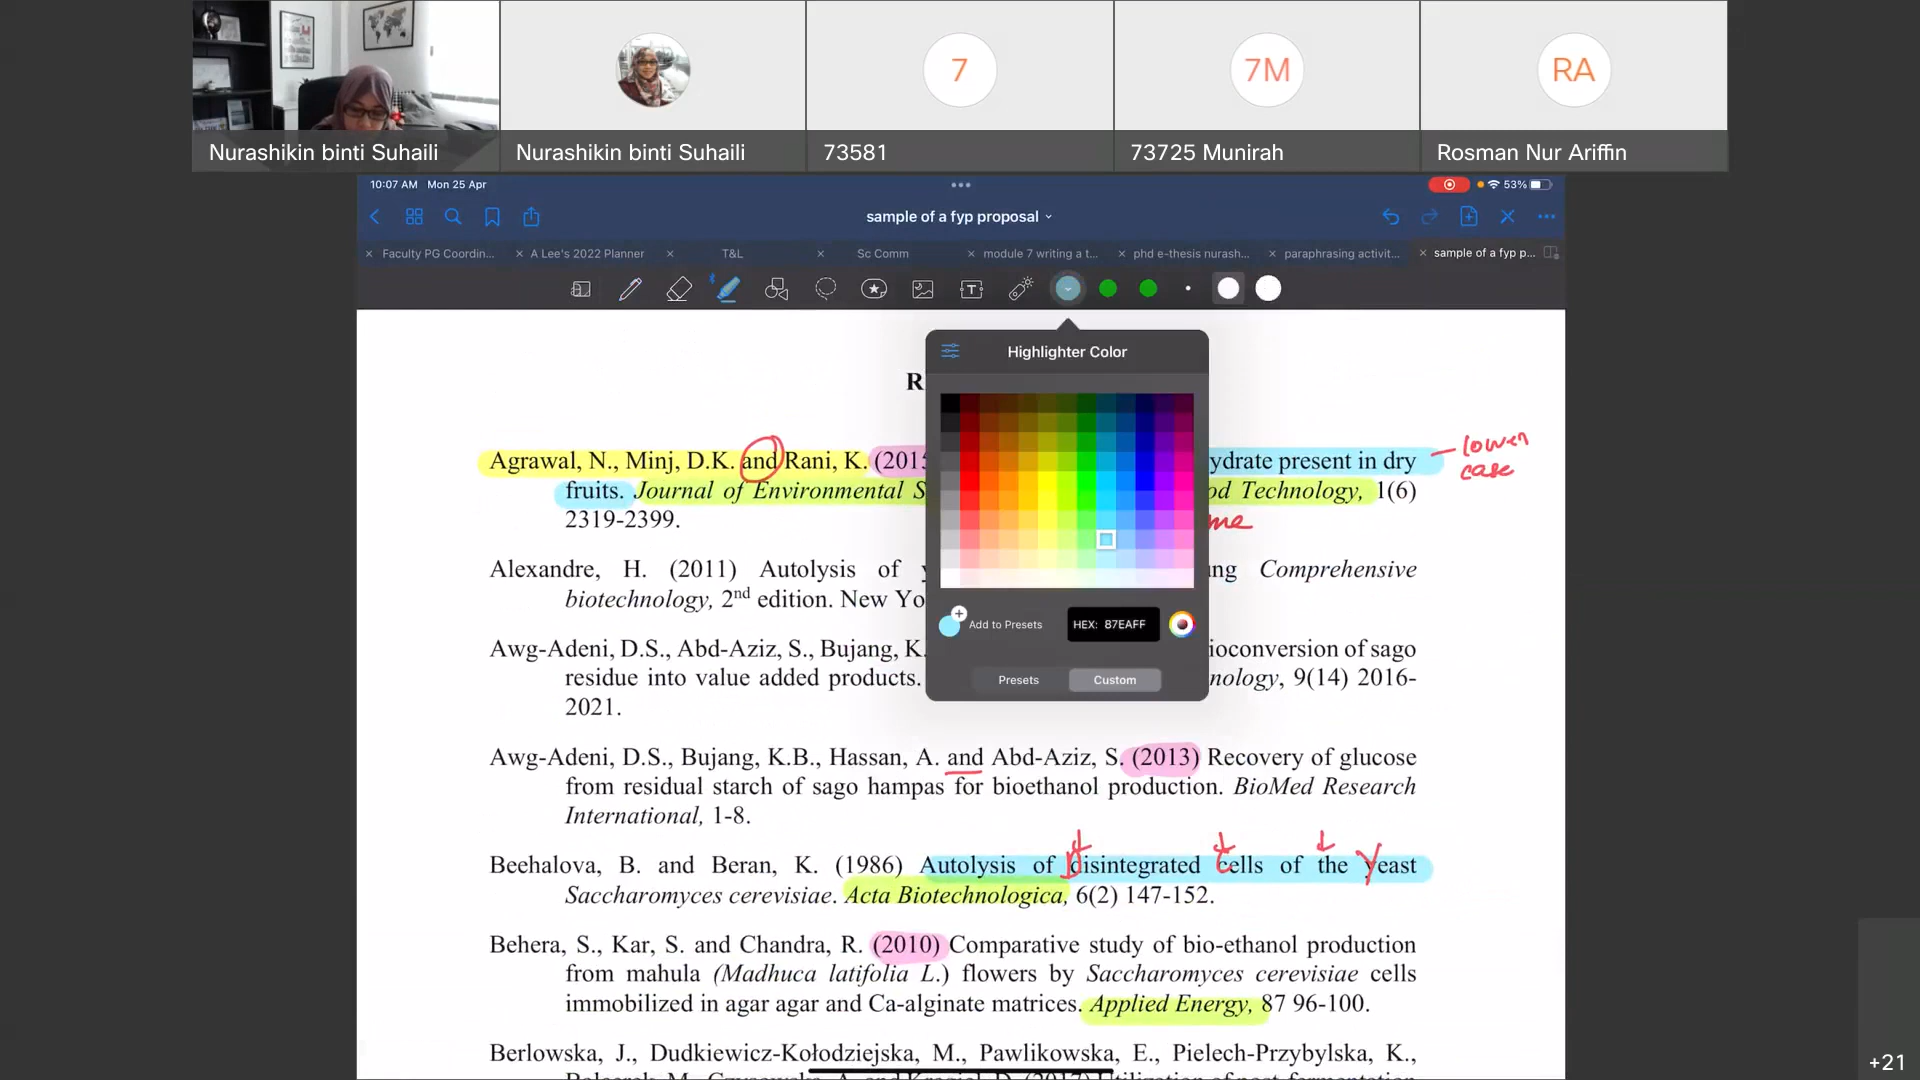 7
7M
RA
Nurashikin binti Suhaili
Nurashikin binti Suhaili
73581
73725 Munirah
Rosman Nur Ariffin
10:07 AM Mon 25 Apr
53%
sample of a fyp proposal
Faculty PG Coordin...
A Lee's 2022 Planner
T&L
Sc Comm
module 7 writing a t...
phd e-thesis nurash...
paraphrasing activit...
sample of a fyp p...
Highlighter Color
Add to Presets
HEX: 87EAFF
Presets
Custom
R
Agrawal, N., Minj, D.K. and Rani, K. (2015 ydrate present in dry
lower
case
fruits. Journal of Environmental S od Technology, 1(6)
2319-2399. me
Alexandre, H. (2011) Autolysis of y ng Comprehensive
biotechnology, 2nd edition. New Yo
Awg-Adeni, D.S., Abd-Aziz, S., Bujang, K. ioconversion of sago
residue into value added products. nology, 9(14) 2016-
2021.
Awg-Adeni, D.S., Bujang, K.B., Hassan, A. and Abd-Aziz, S. (2013) Recovery of glucose
from residual starch of sago hampas for bioethanol production. BioMed Research
International, 1-8.
Beehalova, B. and Beran, K. (1986) Autolysis of disintegrated cells of the yeast
Saccharomyces cerevisiae. Acta Biotechnologica, 6(2) 147-152.
Behera, S., Kar, S. and Chandra, R. (2010) Comparative study of bio-ethanol production
from mahula (Madhuca latifolia L.) flowers by Saccharomyces cerevisiae cells
immobilized in agar agar and Ca-alginate matrices. Applied Energy, 87 96-100.
Berlowska, J., Dudkiewicz-Kołodziejska, M., Pawlikowska, E., Pielech-Przybylska, K.,
+21